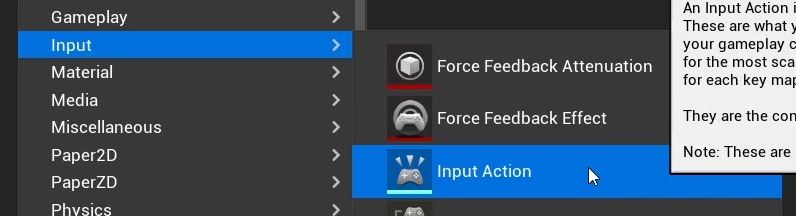 Gameplay
Input
Material
Media
Miscellaneous
Paper2D
PaperZD
Physics
Force Feedback Attenuation
Force Feedback Effect
Input Action
An Input Action i
These are what y
your gameplay c
for the most sca
for each key map
They are the con
Note: These are